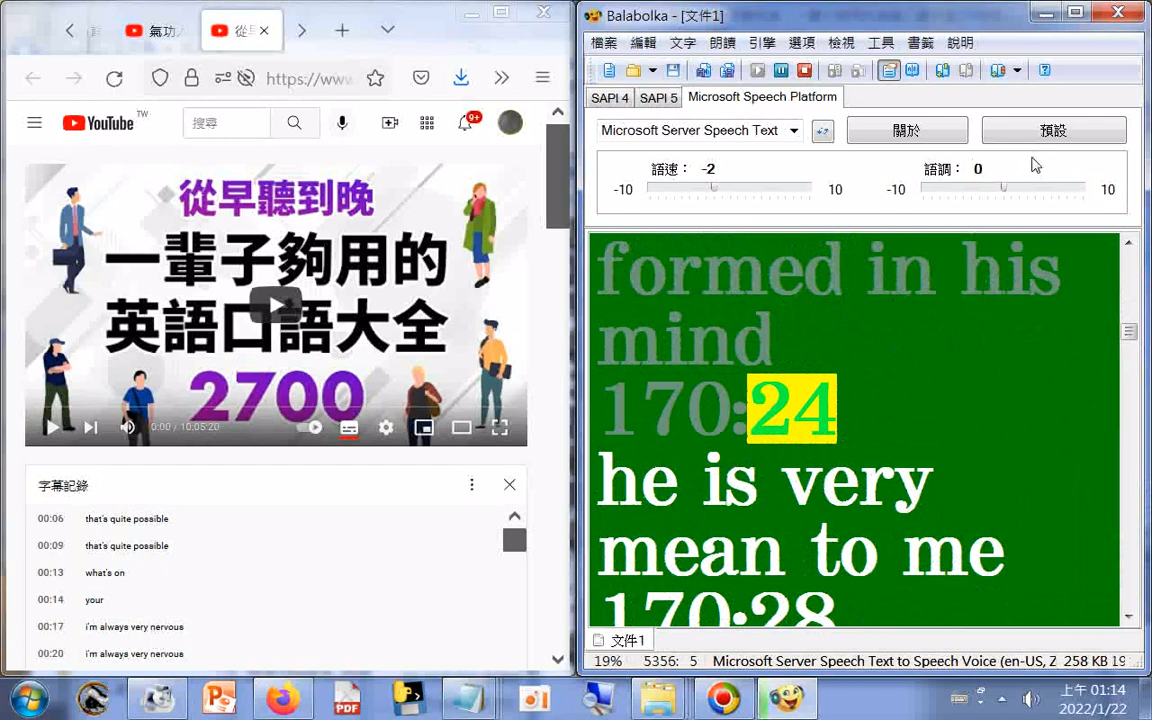 從
https://www.
YouTube TW
搜尋
9+
從早聽到晚
一輩子夠用的
英語口語大全
2700
0:00 / 10:05:20
字幕記錄
00:06 that's quite possible
00:09 that's quite possible
00:13 what's on
00:14 your
00:17 i'm always very nervous
00:20 i'm always very nervous
Balabolka - [文件1]
檔案 編輯 文字 朗讀 引擎 選項 檢視 工具 書籤 說明
SAPI 4 SAPI 5 Microsoft Speech Platform
Microsoft Server Speech Text 關於 預設
語速： -2 語調： 0
-10 10 -10 10
formed in his
mind
170:24
he is very
mean to me
170:28
文件1
19% 5356: 5 Microsoft Server Speech Text to Speech Voice (en-US, Z 258 KB 19
PDF
上午 01:14
2022/1/22